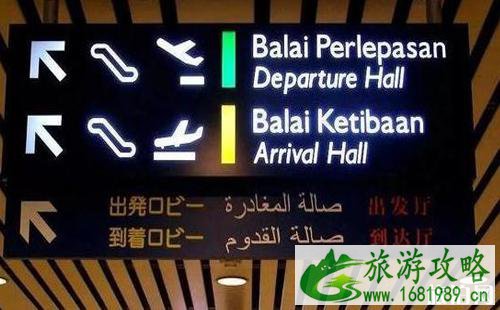 Balai Perlepasan
Departure Hall
Balai Ketibaan
Arrival Hall
出発ロビー صالة المغادرة 出发厅
到着ロビー صالة القدوم 到达厅
旅游攻略
www.1681989.cn